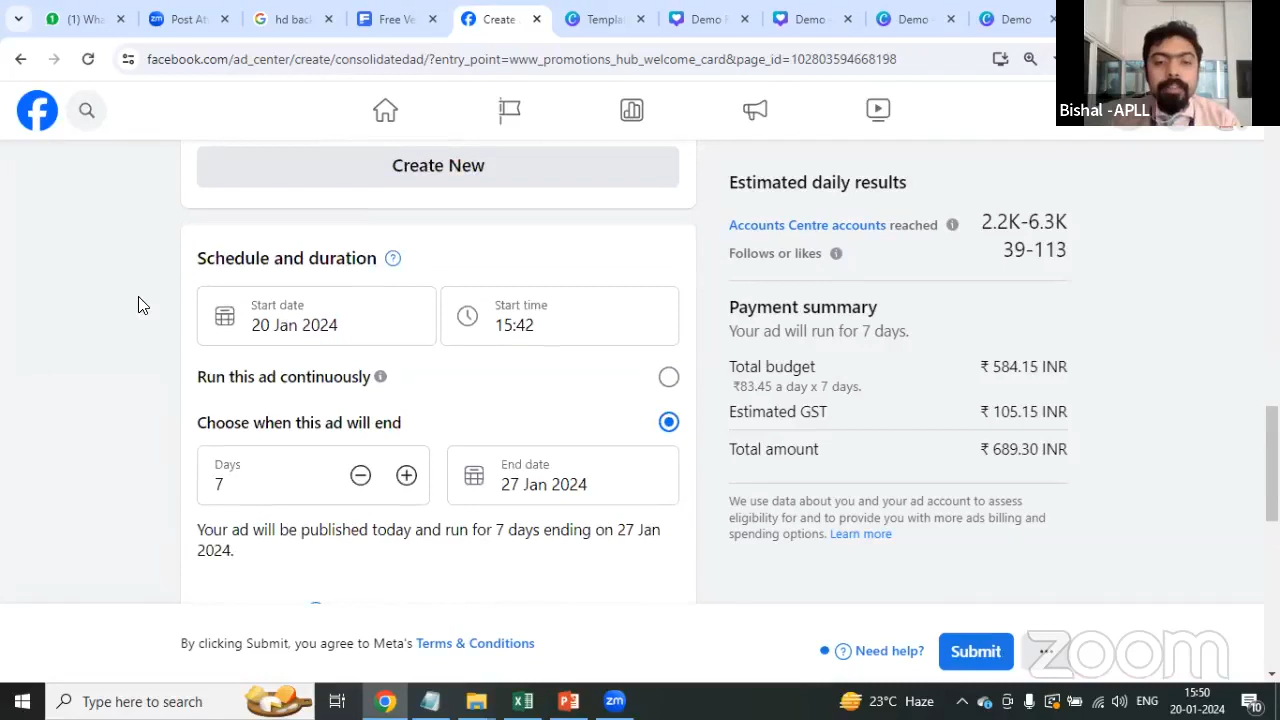 (1) Wha
Post At
hd back
Free Ve
Create
Templa
Demo
Demo
Demo
Demo
facebook.com/ad_center/create/consolidatedad/?entry_point=www_promotions_hub_welcome_card&page_id=102803594668198
Bishal -APLL
Create New
Schedule and duration
Start date
20 Jan 2024
Start time
15:42
Run this ad continuously
Choose when this ad will end
Days
7
End date
27 Jan 2024
Your ad will be published today and run for 7 days ending on 27 Jan
2024.
Estimated daily results
Accounts Centre accounts reached 2.2K-6.3K
Follows or likes 39-113
Payment summary
Your ad will run for 7 days.
Total budget ₹ 584.15 INR
₹83.45 a day x 7 days.
Estimated GST ₹ 105.15 INR
Total amount ₹ 689.30 INR
We use data about you and your ad account to assess
eligibility for and to provide you with more ads billing and
spending options. Learn more
By clicking Submit, you agree to Meta's Terms & Conditions
Need help?
Submit
zoom
Type here to search
23°C Haze
ENG
15:50
20-01-2024
10